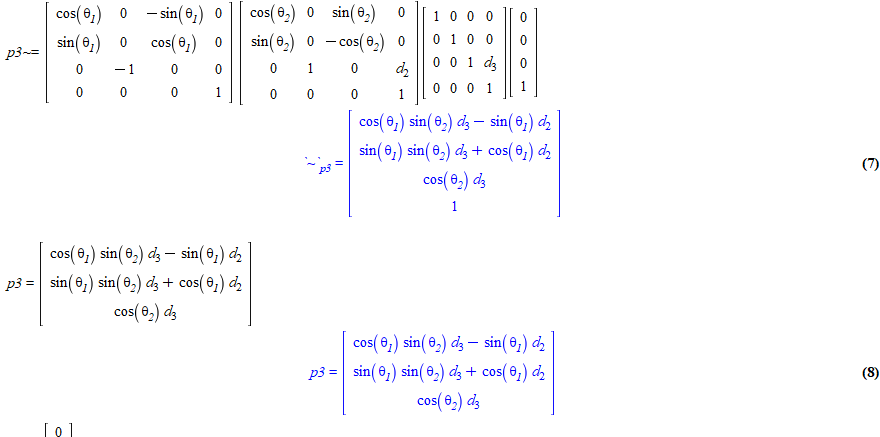 p3~= [cos(θ₁) 0 −sin(θ₁) 0; sin(θ₁) 0 cos(θ₁) 0; 0 −1 0 0; 0 0 0 1] [cos(θ₂) 0 sin(θ₂) 0; sin(θ₂) 0 −cos(θ₂) 0; 0 1 0 d₂; 0 0 0 1] [1 0 0 0; 0 1 0 0; 0 0 1 d₃; 0 0 0 1] [0; 0; 0; 1]
`~`p3 = [cos(θ₁) sin(θ₂) d₃ − sin(θ₁) d₂; sin(θ₁) sin(θ₂) d₃ + cos(θ₁) d₂; cos(θ₂) d₃; 1] (7)
p3 = [cos(θ₁) sin(θ₂) d₃ − sin(θ₁) d₂; sin(θ₁) sin(θ₂) d₃ + cos(θ₁) d₂; cos(θ₂) d₃]
p3 = [cos(θ₁) sin(θ₂) d₃ − sin(θ₁) d₂; sin(θ₁) sin(θ₂) d₃ + cos(θ₁) d₂; cos(θ₂) d₃] (8)
[0]